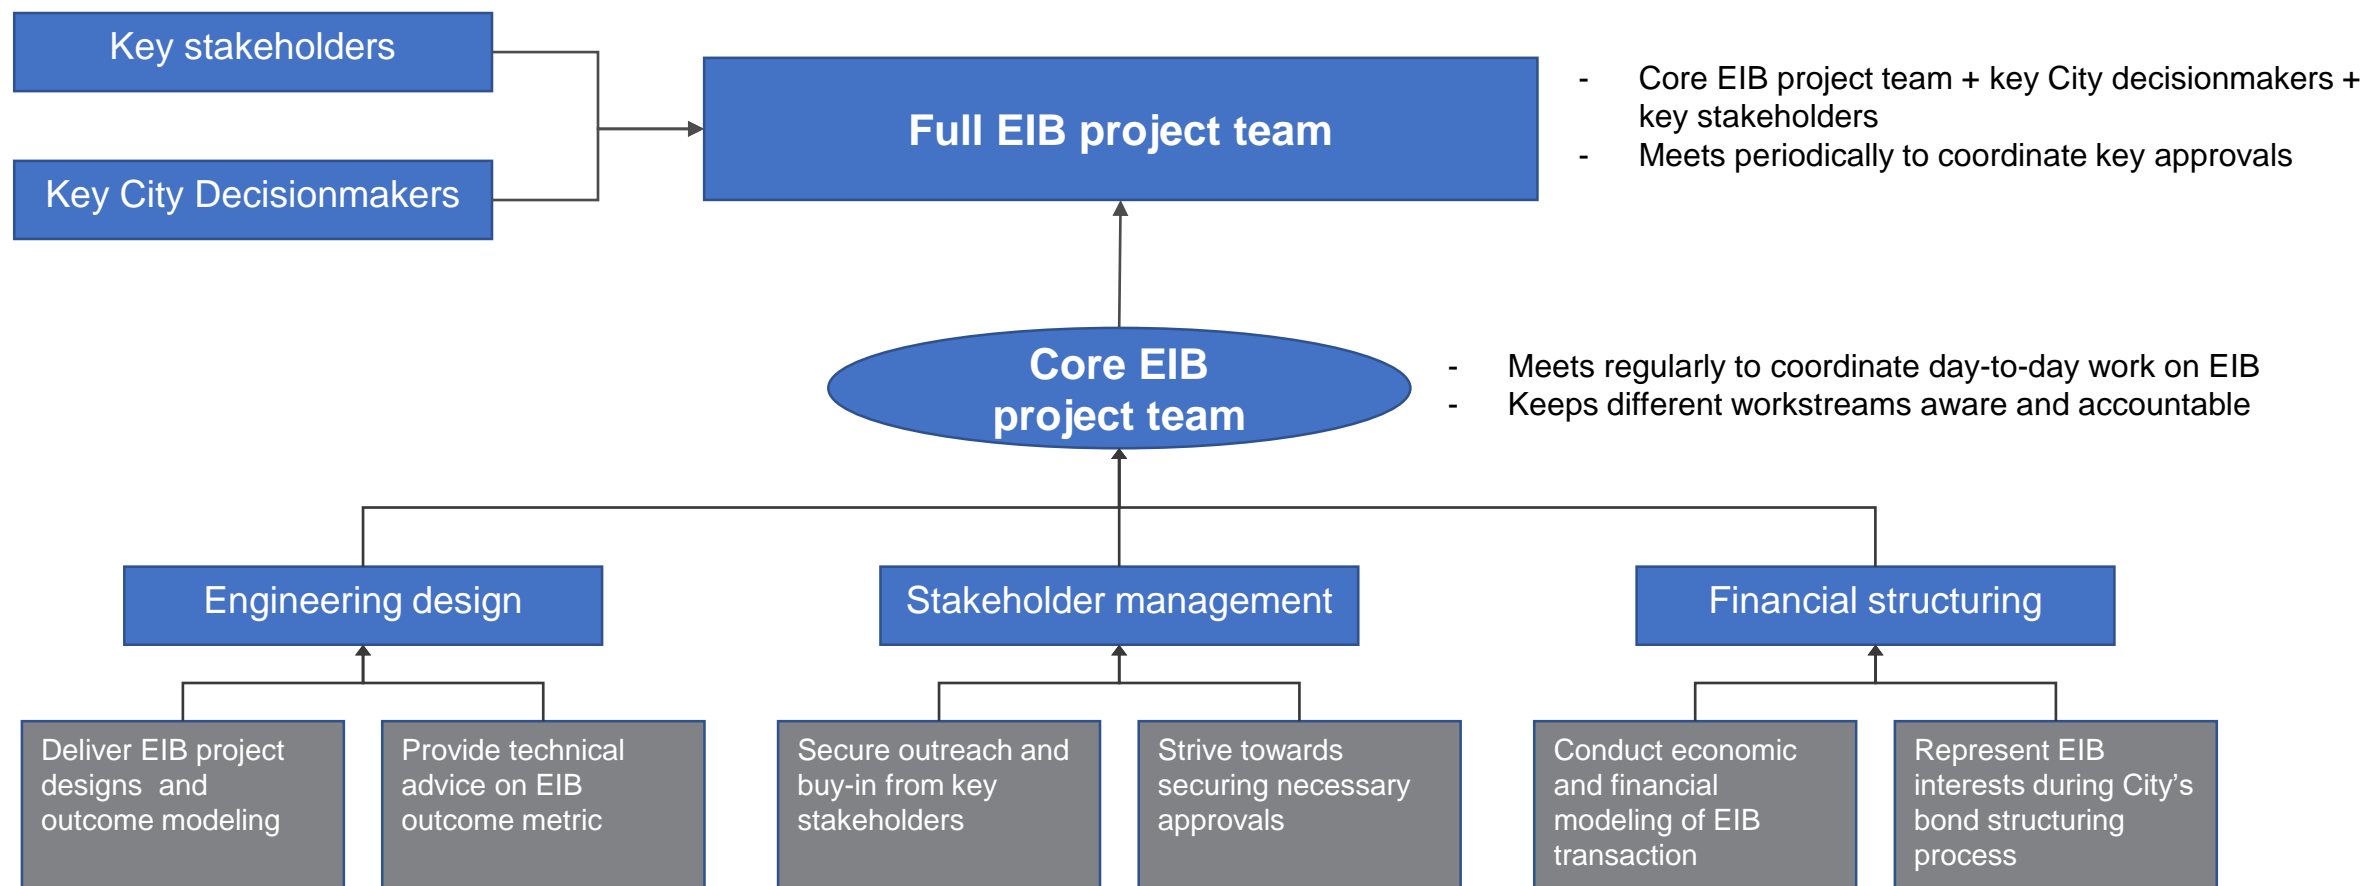 Key stakeholders
Key City Decisionmakers
Full EIB project team
- Core EIB project team + key City decisionmakers +
key stakeholders
- Meets periodically to coordinate key approvals
Core EIB
project team
- Meets regularly to coordinate day-to-day work on EIB
- Keeps different workstreams aware and accountable
Engineering design
Stakeholder management
Financial structuring
Deliver EIB project
designs and
outcome modeling
Provide technical
advice on EIB
outcome metric
Secure outreach and
buy-in from key
stakeholders
Strive towards
securing necessary
approvals
Conduct economic
and financial
modeling of EIB
transaction
Represent EIB
interests during City’s
bond structuring
process